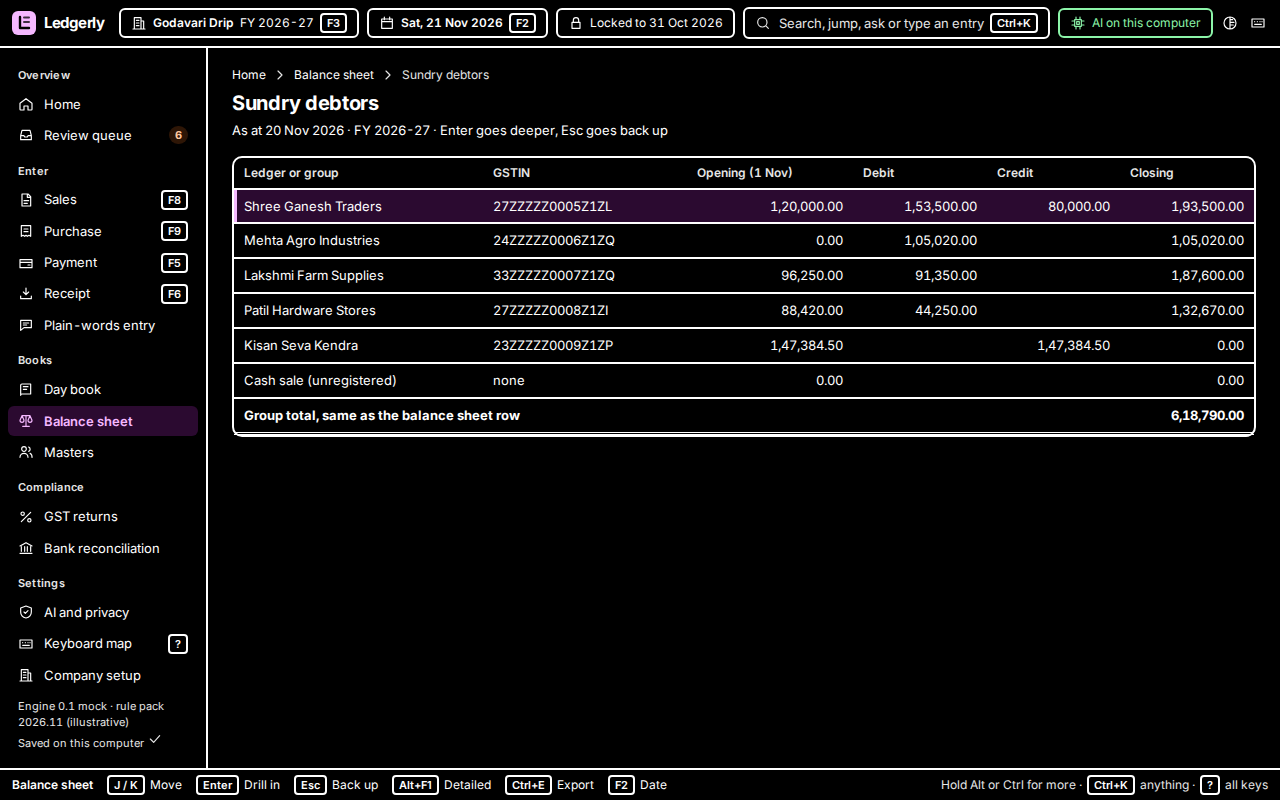 Ledgerly
Godavari Drip FY 2026-27 F3
Sat, 21 Nov 2026 F2
Locked to 31 Oct 2026
Search, jump, ask or type an entry Ctrl+K
AI on this computer
Overview
Home
Review queue 6
Enter
Sales F8
Purchase F9
Payment F5
Receipt F6
Plain-words entry
Books
Day book
Balance sheet
Masters
Compliance
GST returns
Bank reconciliation
Settings
AI and privacy
Keyboard map ?
Company setup
Engine 0.1 mock · rule pack
2026.11 (illustrative)
Saved on this computer
Home Balance sheet Sundry debtors
Sundry debtors
As at 20 Nov 2026 · FY 2026-27 · Enter goes deeper, Esc goes back up
Ledger or group GSTIN Opening (1 Nov) Debit Credit Closing
Shree Ganesh Traders 27ZZZZZ0005Z1ZL 1,20,000.00 1,53,500.00 80,000.00 1,93,500.00
Mehta Agro Industries 24ZZZZZ0006Z1ZQ 0.00 1,05,020.00 1,05,020.00
Lakshmi Farm Supplies 33ZZZZZ0007Z1ZQ 96,250.00 91,350.00 1,87,600.00
Patil Hardware Stores 27ZZZZZ0008Z1ZI 88,420.00 44,250.00 1,32,670.00
Kisan Seva Kendra 23ZZZZZ0009Z1ZP 1,47,384.50 1,47,384.50 0.00
Cash sale (unregistered) none 0.00 0.00
Group total, same as the balance sheet row 6,18,790.00
Balance sheet J / K Move Enter Drill in Esc Back up Alt+F1 Detailed Ctrl+E Export F2 Date Hold Alt or Ctrl for more · Ctrl+K anything · ? all keys